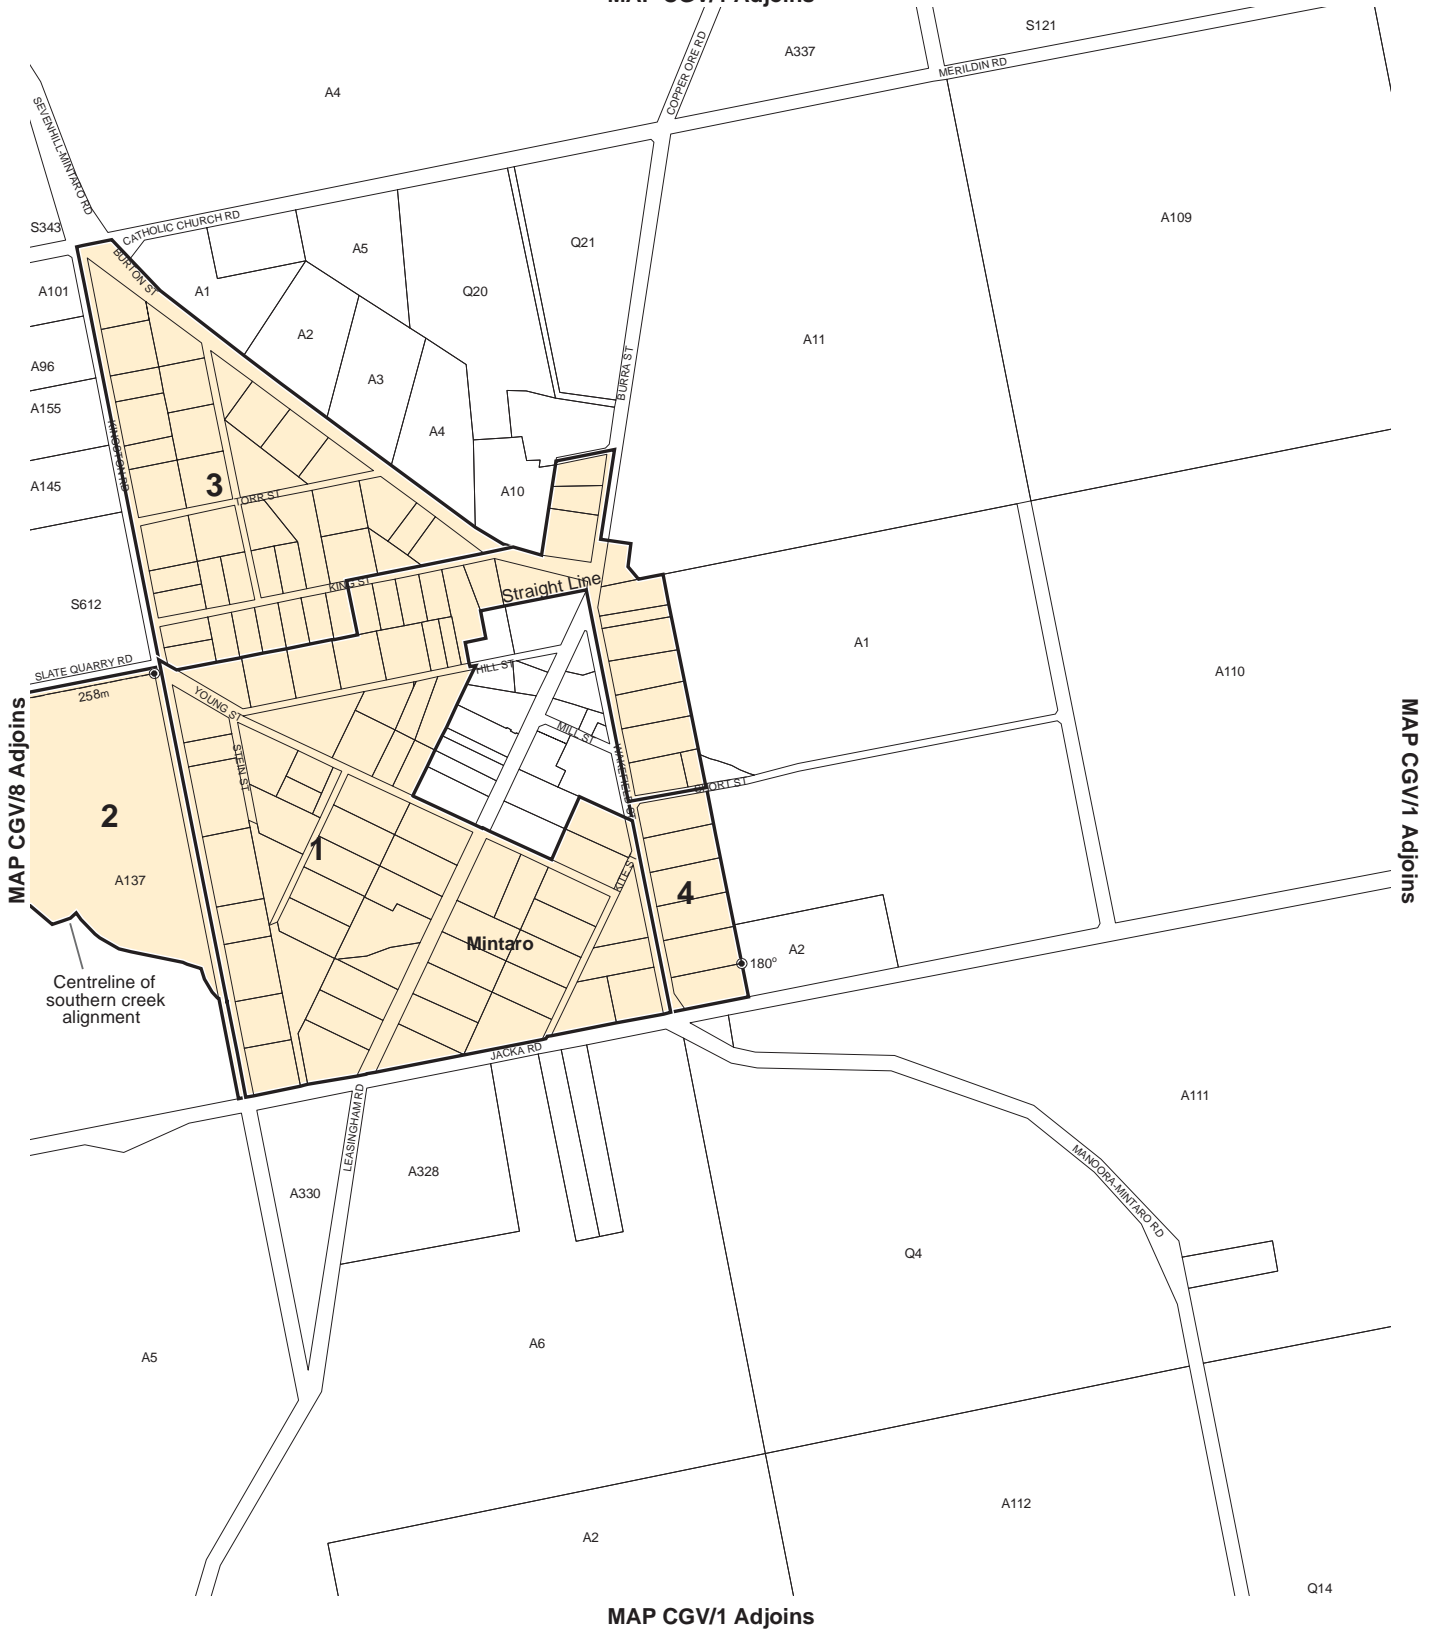 MAP CGV/1 Adjoins
S121
A337
COPPER ORE RD
MERILDIN RD
A4
SEVENHILL-MINTARO RD
S343
CATHOLIC CHURCH RD
A109
A5
Q21
BURTON ST
A101
A1
Q20
A2
A11
A96
A3
BURRA ST
A155
A4
KINGSTON RD
3
A145
TORR ST
A10
KING ST
Straight Line
S612
A1
SLATE QUARRY RD
HILL ST
A110
258m
YOUNG ST
MAP CGV/8 Adjoins
MAP CGV/1 Adjoins
STEIN ST
MILL ST
WAKEFIELD ST
SHORT ST
2
1
A137
KITE ST
4
Mintaro
A2
180°
Centreline of
southern creek
alignment
JACKA RD
A111
LEASINGHAM RD
A328
A330
MANOORA-MINTARO RD
Q4
A6
A5
A112
A2
Q14
MAP CGV/1 Adjoins